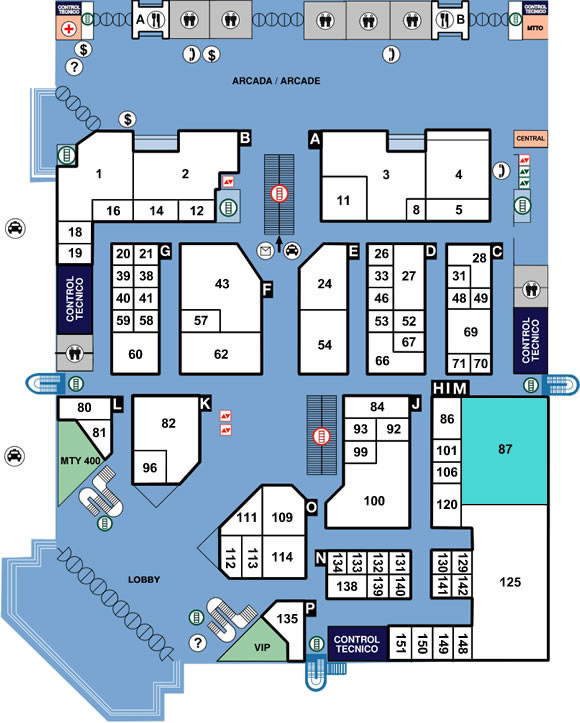 CONTROL
TECNICO
A
B
CONTROL
TECNICO
MTTO
$
?
$
ARCADA / ARCADE
$
CENTRAL
B
A
1
2
3
4
11
16
14
12
8
5
18
19
G
F
E
D
C
20
21
39
38
40
41
59
58
60
43
57
62
24
54
26
33
27
46
53
52
67
66
28
31
48
49
69
71
70
CONTROL
TECNICO
CONTROL
TECNICO
L
K
J
H I M
80
81
MTY 400
82
96
84
93
92
99
100
86
101
106
120
87
O
111
109
112
113
114
N
134
133
132
131
138
139
140
130
129
141
142
125
LOBBY
P
135
VIP
?
CONTROL
TECNICO
151
150
149
148